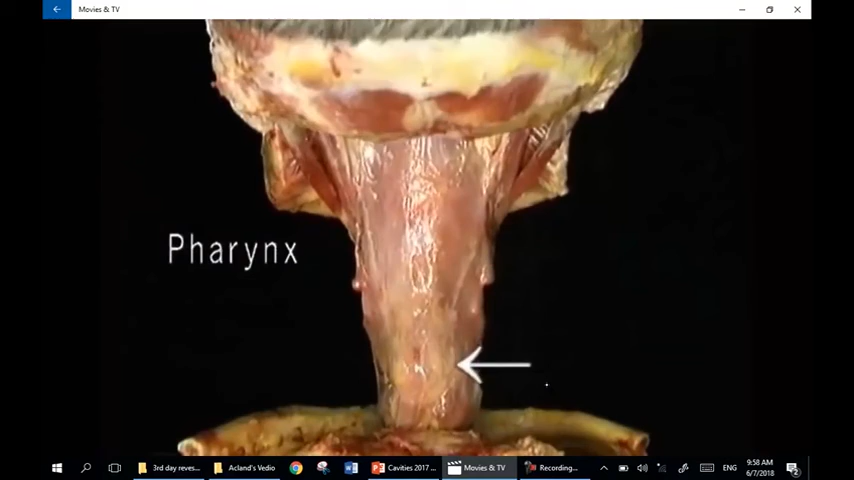 Movies & TV
Pharynx
3rd day reves...
Acland's Vedio
Cavities 2017 ...
Movies & TV
Recording...
ENG
9:58 AM
6/7/2018
2